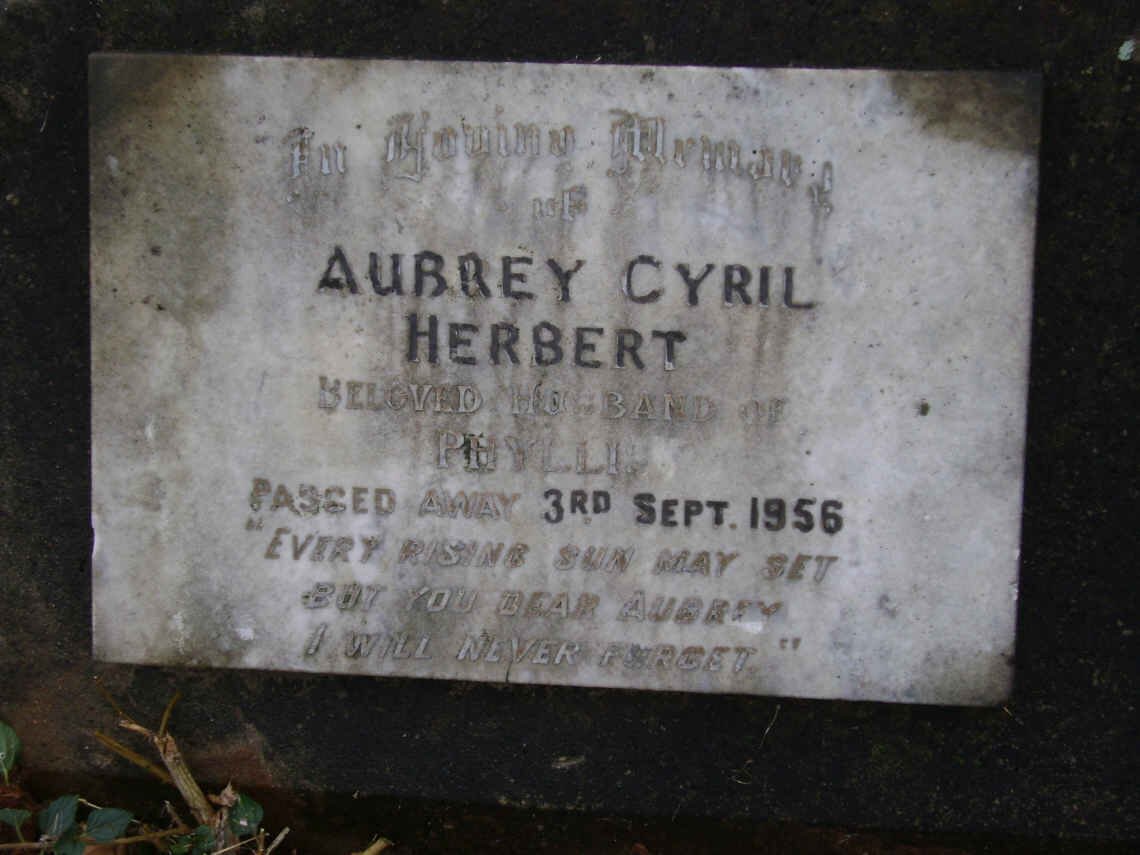 In Loving Memory
of
AUBREY CYRIL
HERBERT
BELOVED HUSBAND OF
PHYLLIS
PASSED AWAY 3RD SEPT. 1956
"EVERY RISING SUN MAY SET
BUT YOU DEAR AUBREY
I WILL NEVER FORGET."